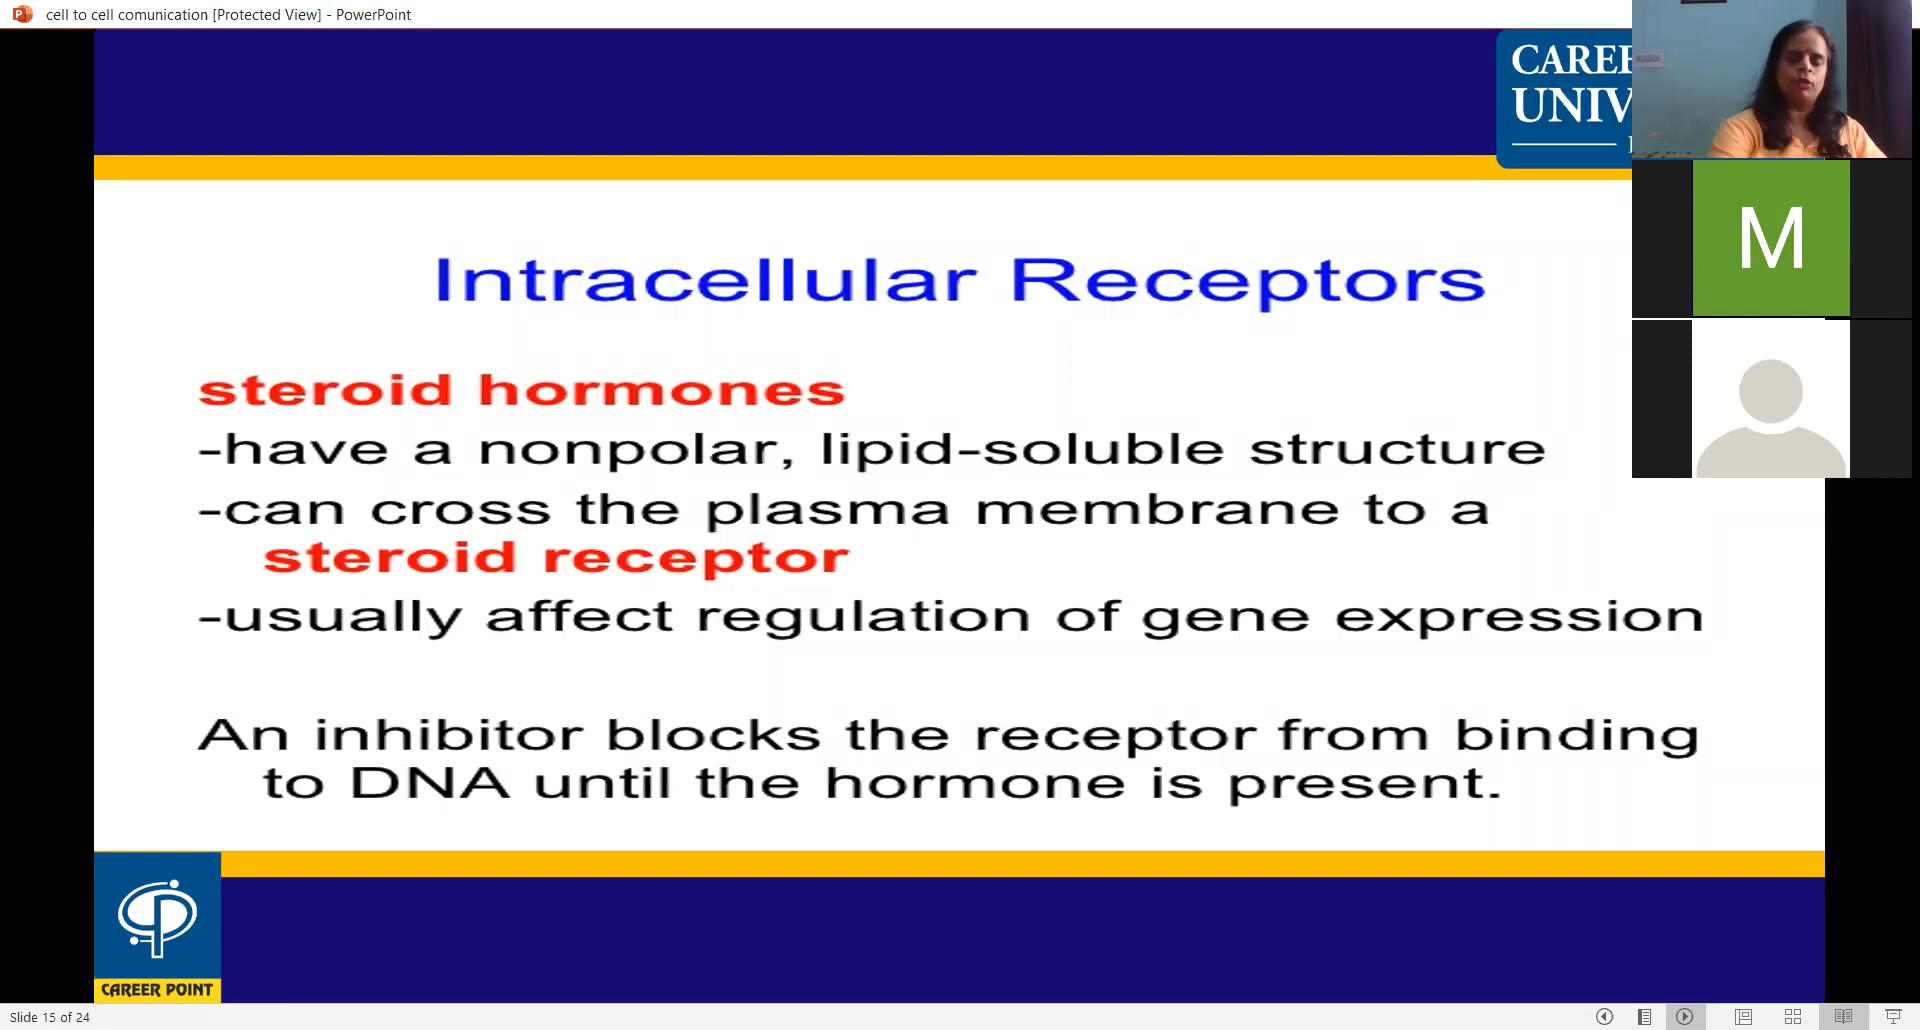 cell to cell comunication [Protected View] - PowerPoint
M
Intracellular Receptors
steroid hormones
-have a nonpolar, lipid-soluble structure
-can cross the plasma membrane to a
steroid receptor
-usually affect regulation of gene expression
An inhibitor blocks the receptor from binding
to DNA until the hormone is present.
CAREER POINT
Slide 15 of 24